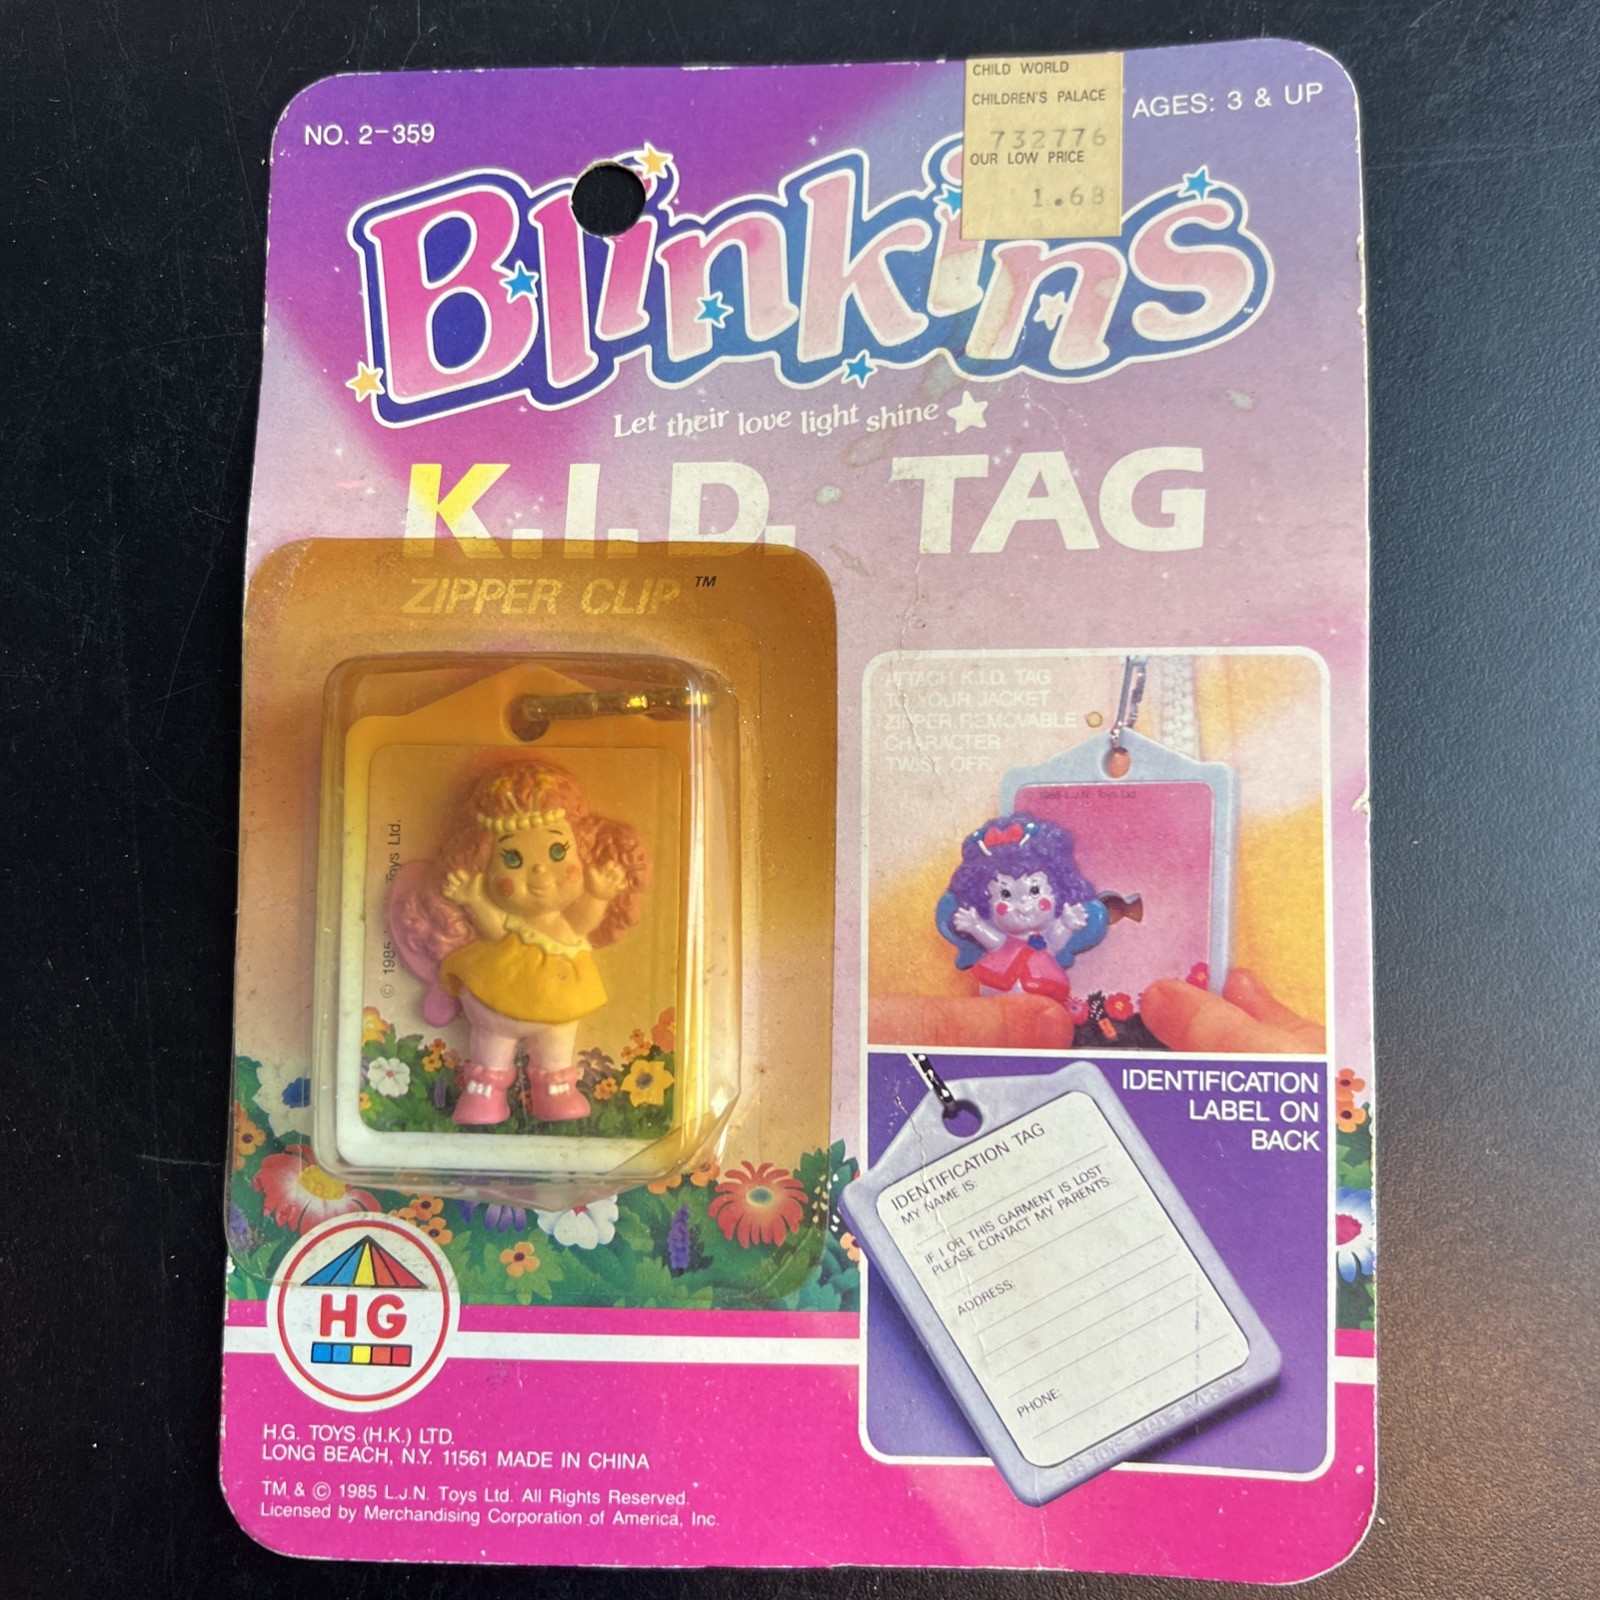 NO. 2-359
CHILD WORLD
CHILDREN'S PALACE
732776
OUR LOW PRICE
1.68
AGES: 3 & UP
Blinkins™
Let their love light shine
K.I.D. TAG
ZIPPER CLIP™
ATTACH K.I.D. TAG
TO YOUR JACKET
ZIPPER. REMOVABLE
CHARACTER
TWIST OFF.
© 1985 Toys Ltd.
L.J.N. Toys Ltd.
IDENTIFICATION
LABEL ON
BACK
IDENTIFICATION TAG
MY NAME IS:
IF I OR THIS GARMENT IS LOST
PLEASE CONTACT MY PARENTS:
ADDRESS:
PHONE:
HG
H.G. TOYS (H.K.) LTD.
LONG BEACH, N.Y. 11561 MADE IN CHINA
TM & © 1985 L.J.N. Toys Ltd. All Rights Reserved.
Licensed by Merchandising Corporation of America, Inc.